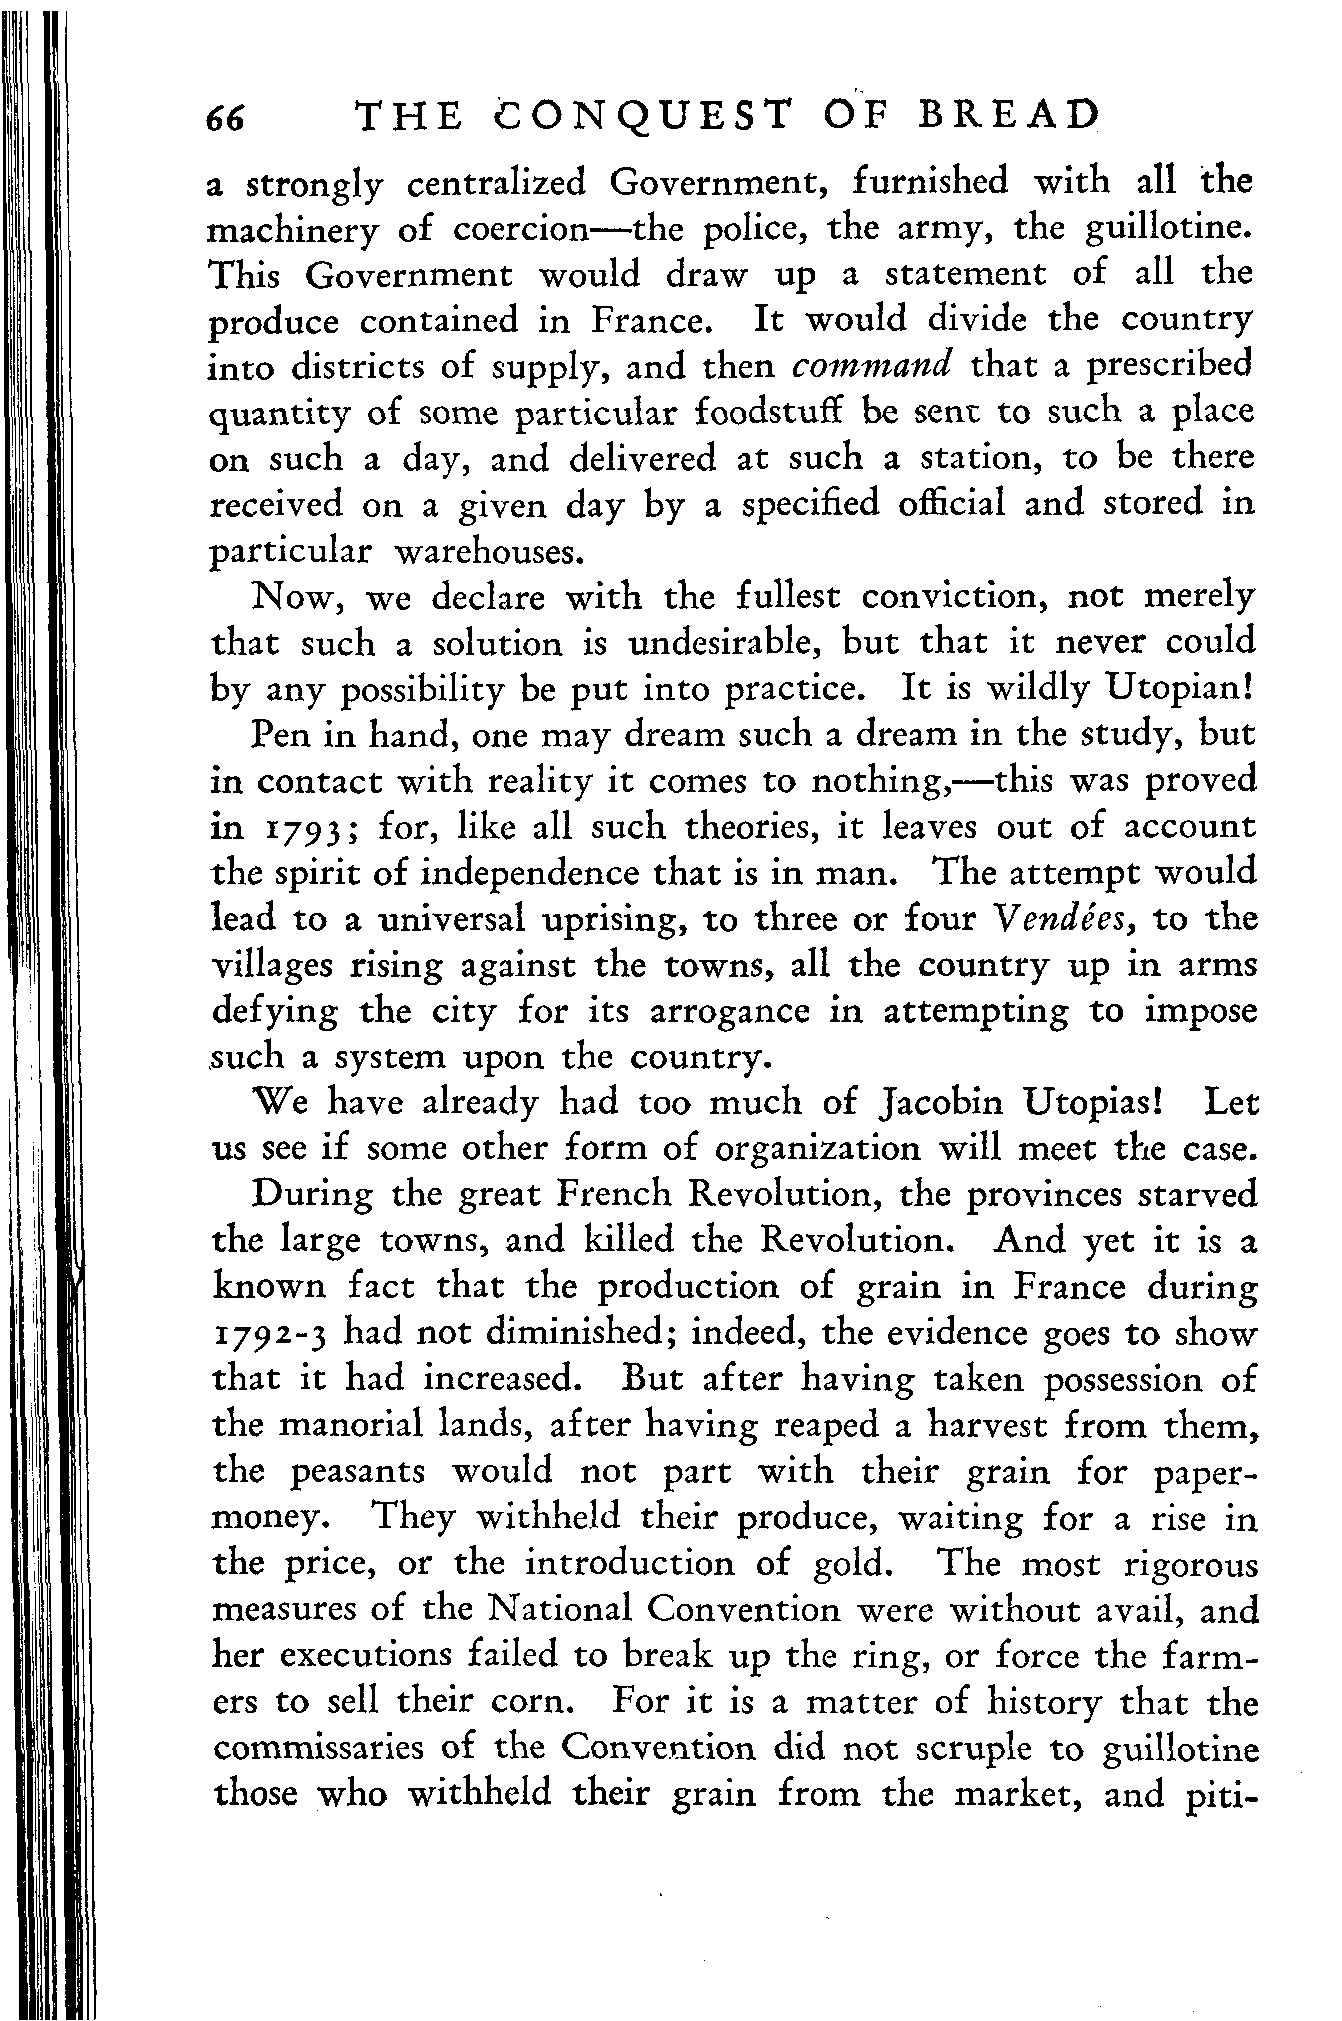 66 THE CONQUEST OF BREAD
a strongly centralized Government, furnished with all the
machinery of coercion—the police, the army, the guillotine.
This Government would draw up a statement of all the
produce contained in France. It would divide the country
into districts of supply, and then command that a prescribed
quantity of some particular foodstuff be sent to such a place
on such a day, and delivered at such a station, to be there
received on a given day by a specified official and stored in
particular warehouses.
Now, we declare with the fullest conviction, not merely
that such a solution is undesirable, but that it never could
by any possibility be put into practice. It is wildly Utopian!
Pen in hand, one may dream such a dream in the study, but
in contact with reality it comes to nothing,—this was proved
in 1793; for, like all such theories, it leaves out of account
the spirit of independence that is in man. The attempt would
lead to a universal uprising, to three or four Vendées, to the
villages rising against the towns, all the country up in arms
defying the city for its arrogance in attempting to impose
such a system upon the country.
We have already had too much of Jacobin Utopias! Let
us see if some other form of organization will meet the case.
During the great French Revolution, the provinces starved
the large towns, and killed the Revolution. And yet it is a
known fact that the production of grain in France during
1792-3 had not diminished; indeed, the evidence goes to show
that it had increased. But after having taken possession of
the manorial lands, after having reaped a harvest from them,
the peasants would not part with their grain for paper-
money. They withheld their produce, waiting for a rise in
the price, or the introduction of gold. The most rigorous
measures of the National Convention were without avail, and
her executions failed to break up the ring, or force the farm-
ers to sell their corn. For it is a matter of history that the
commissaries of the Convention did not scruple to guillotine
those who withheld their grain from the market, and piti-